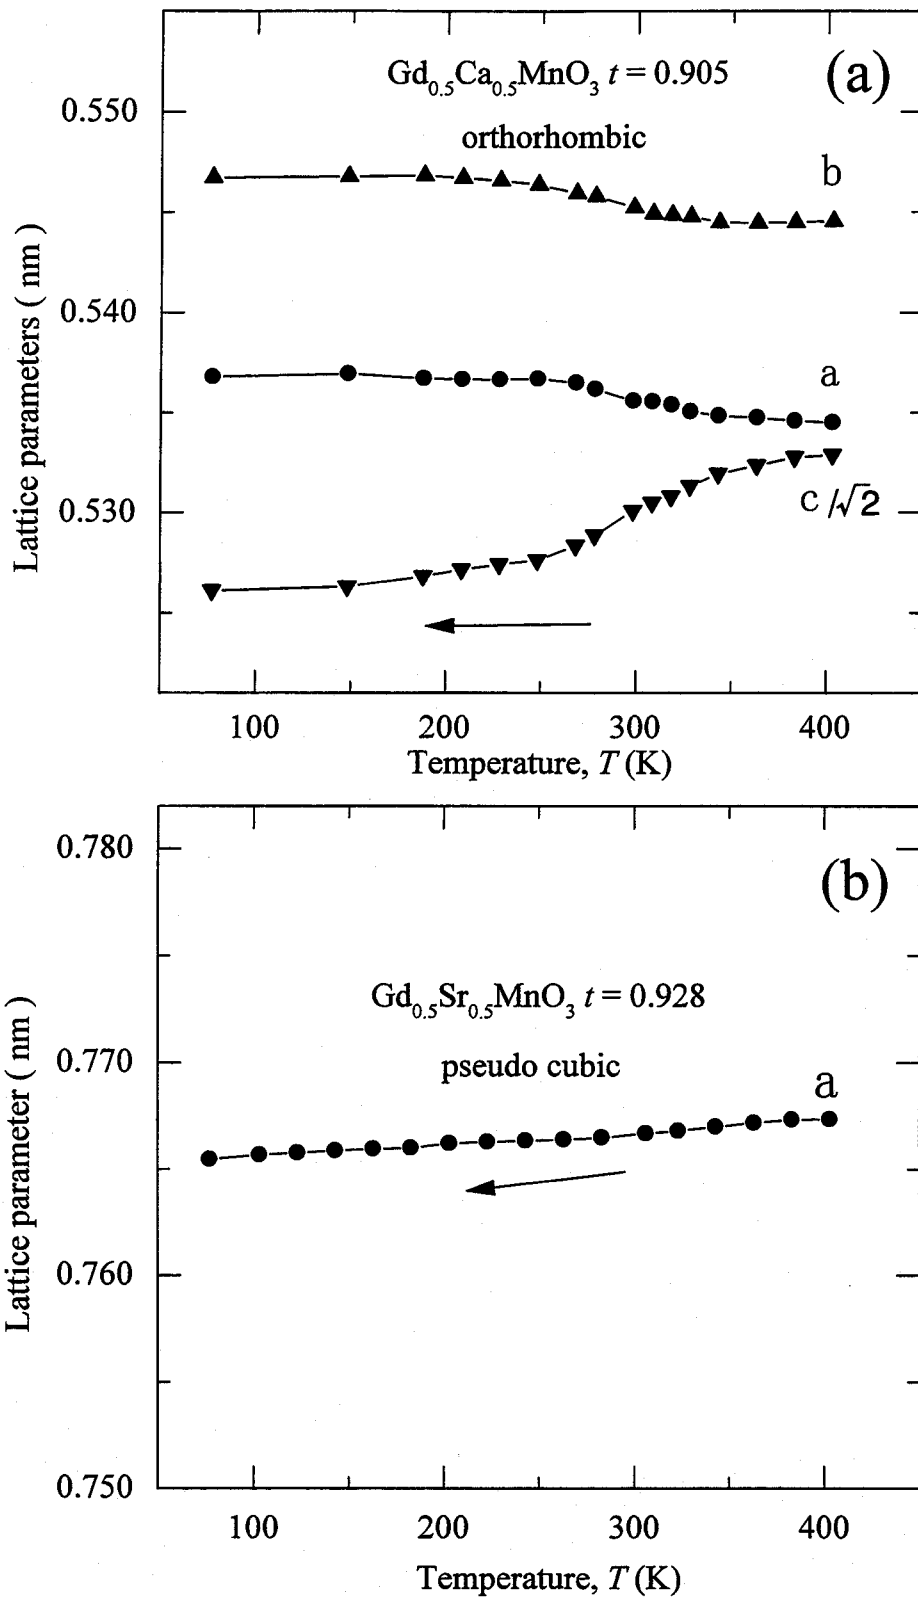 Gd0.5Ca0.5MnO3 t = 0.905
(a)
orthorhombic
0.550
0.540
0.530
b
a
c/√2
Lattice parameters ( nm )
100 200 300 400
Temperature, T (K)
0.780
(b)
Gd0.5Sr0.5MnO3 t = 0.928
0.770
pseudo cubic
a
0.760
0.750
Lattice parameter ( nm )
100 200 300 400
Temperature, T (K)